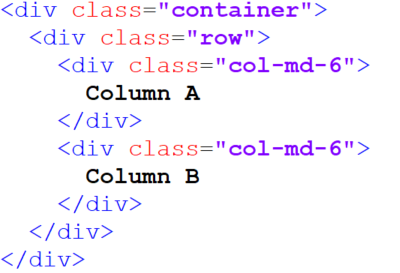 <div class="container">
  <div class="row">
    <div class="col-md-6">
      Column A
    </div>
    <div class="col-md-6">
      Column B
    </div>
  </div>
</div>